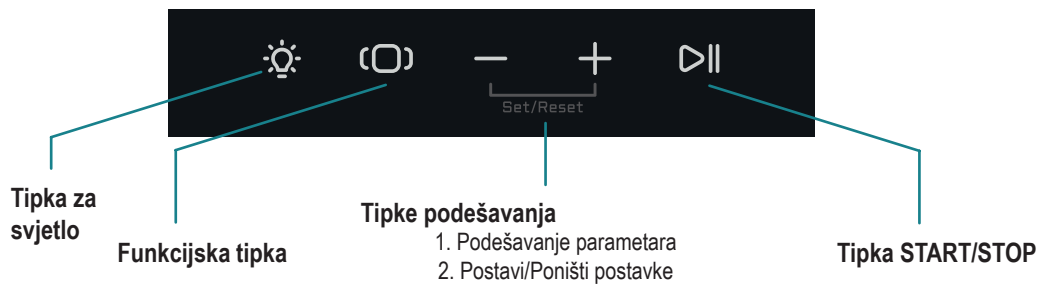 Set/Reset
Tipka za
svjetlo
Funkcijska tipka
Tipke podešavanja
1. Podešavanje parametara
2. Postavi/Poništi postavke
Tipka START/STOP